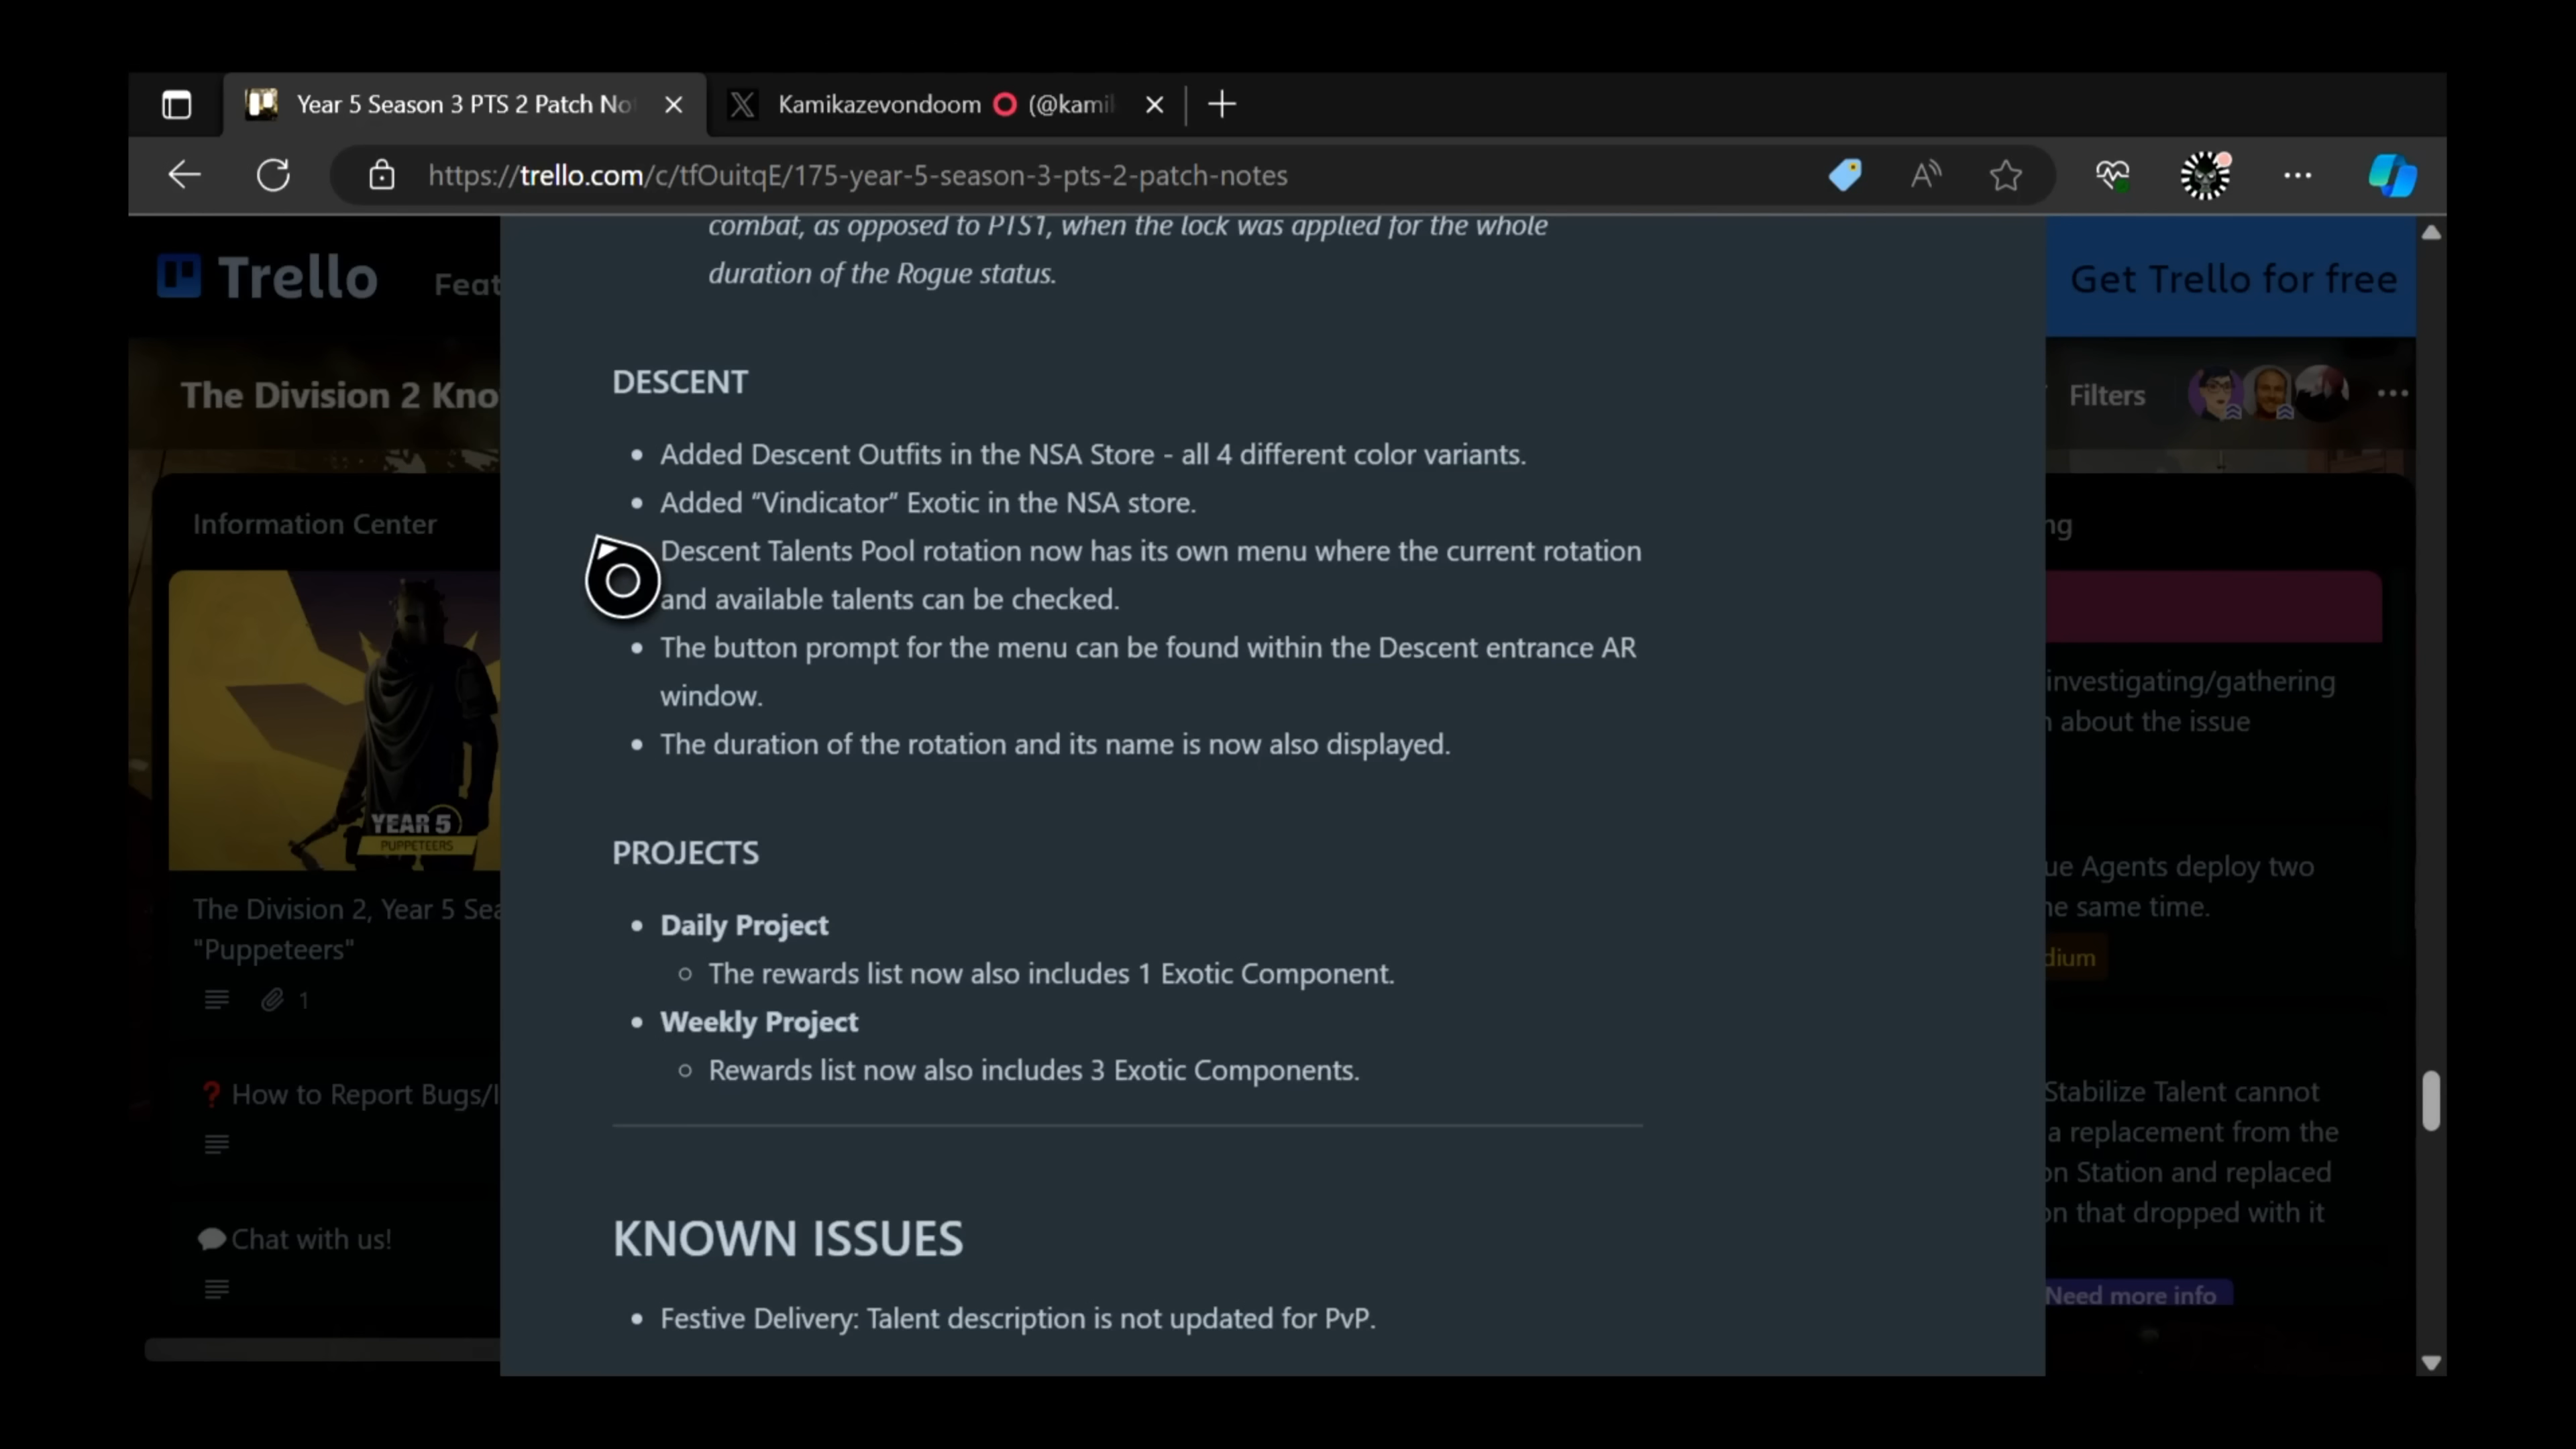 Year 5 Season 3 PTS 2 Patch No
Kamikazevondoom (@kamil
https://trello.com/c/tfOuitqE/175-year-5-season-3-pts-2-patch-notes
Trello
Feat
Get Trello for free
The Division 2 Kno
Filters
Information Center
YEAR 5
PUPPETEERS
The Division 2, Year 5 Sea
"Puppeteers"
1
❓ How to Report Bugs/I
Chat with us!
combat, as opposed to PTS1, when the lock was applied for the whole
duration of the Rogue status.
DESCENT
• Added Descent Outfits in the NSA Store - all 4 different color variants.
• Added “Vindicator” Exotic in the NSA store.
Descent Talents Pool rotation now has its own menu where the current rotation
and available talents can be checked.
• The button prompt for the menu can be found within the Descent entrance AR
window.
• The duration of the rotation and its name is now also displayed.
PROJECTS
• Daily Project
○ The rewards list now also includes 1 Exotic Component.
• Weekly Project
○ Rewards list now also includes 3 Exotic Components.
KNOWN ISSUES
• Festive Delivery: Talent description is not updated for PvP.
ng
investigating/gathering
about the issue
ue Agents deploy two
he same time.
dium
Stabilize Talent cannot
a replacement from the
on Station and replaced
on that dropped with it
Need more info